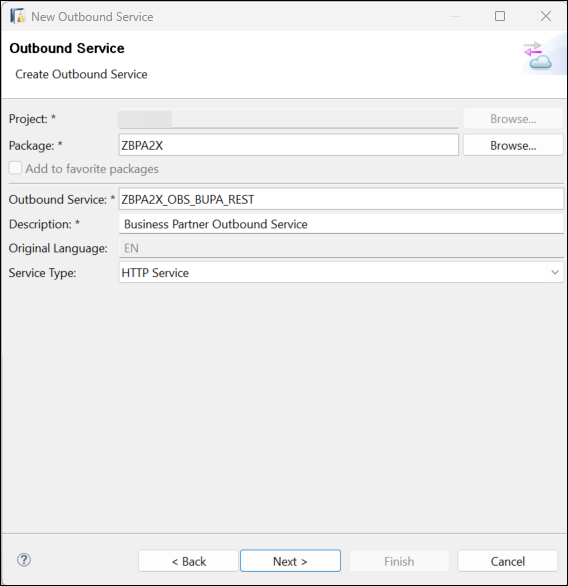 New Outbound Service
Outbound Service
Create Outbound Service
Project: * Browse...
Package: * ZBPA2X Browse...
Add to favorite packages
Outbound Service: * ZBPA2X_OBS_BUPA_REST
Description: * Business Partner Outbound Service
Original Language: EN
Service Type: HTTP Service
? < Back Next > Finish Cancel